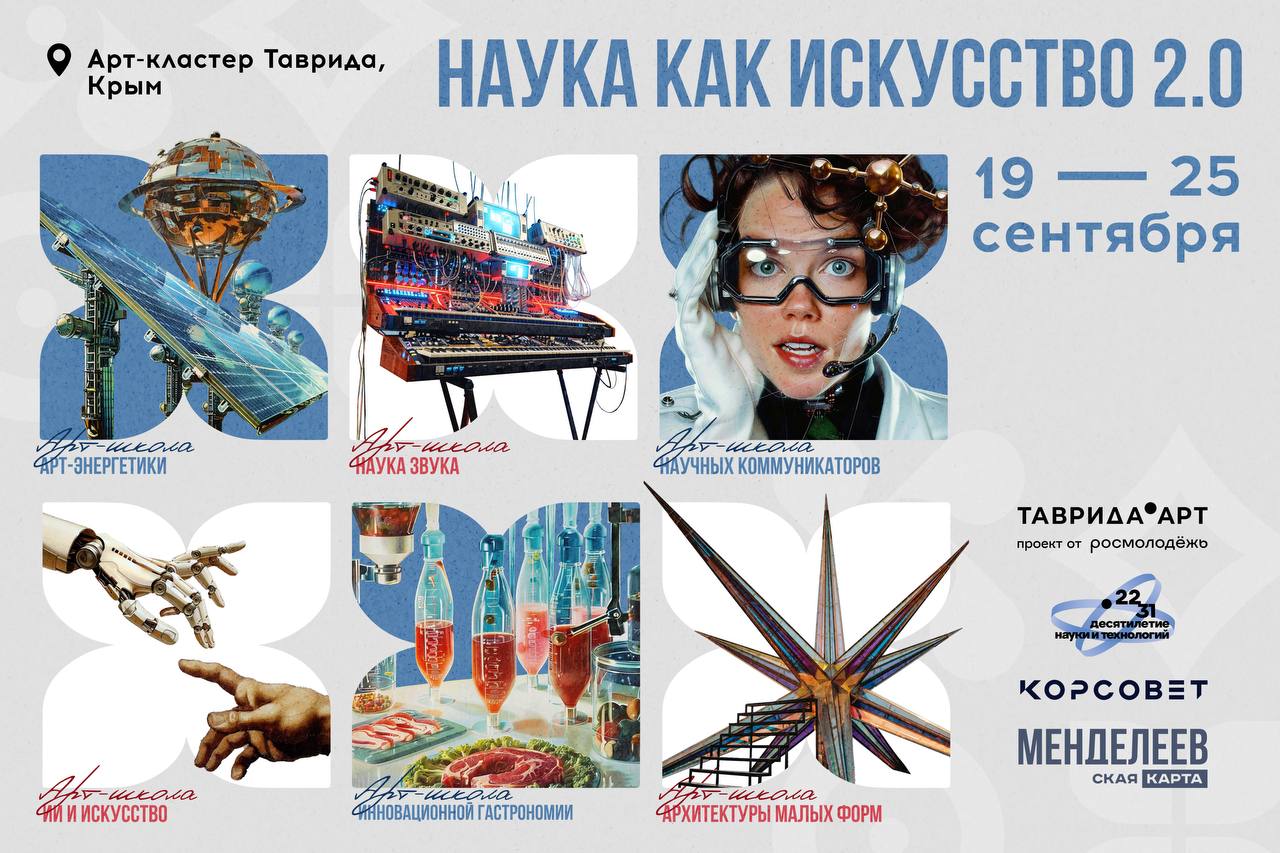 Арт-кластер Таврида,
Крым
НАУКА КАК ИСКУССТВО 2.0
19 — 25
сентября
Арт-школа
АРТ-ЭНЕРГЕТИКИ
Арт-школа
НАУКА ЗВУКА
Арт-школа
НАУЧНЫХ КОММУНИКАТОРОВ
Арт-школа
ИИ И ИСКУССТВО
Арт-школа
ИННОВАЦИОННОЙ ГАСТРОНОМИИ
Арт-школа
АРХИТЕКТУРЫ МАЛЫХ ФОРМ
ТАВРИДА•АРТ
проект от росмолодёжь
22
31
десятилетие
науки и технологий
КОРСОВЕТ
МЕНДЕЛЕЕВ
СКАЯ КАРТА